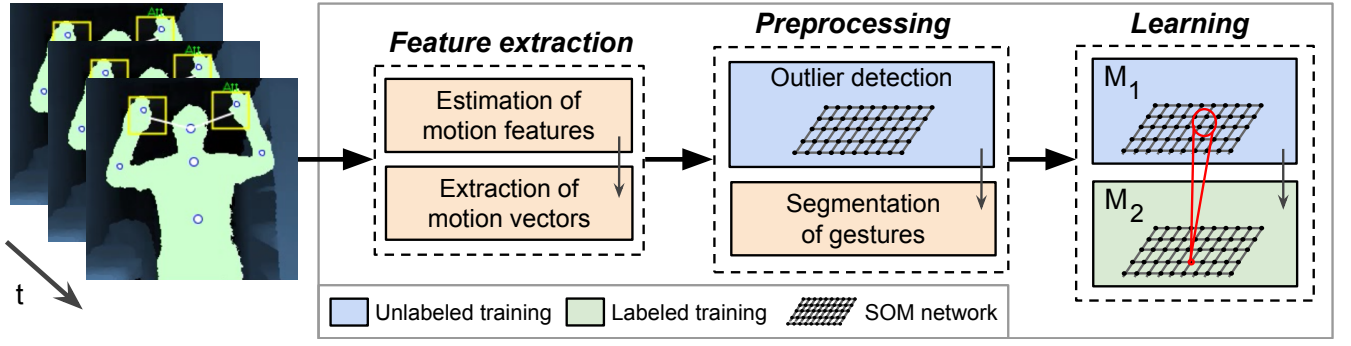 Feature extraction
Preprocessing
Learning
Estimation of
motion features
Extraction of
motion vectors
Outlier detection
Segmentation
of gestures
M1
M2
t
Unlabeled training
Labeled training
SOM network